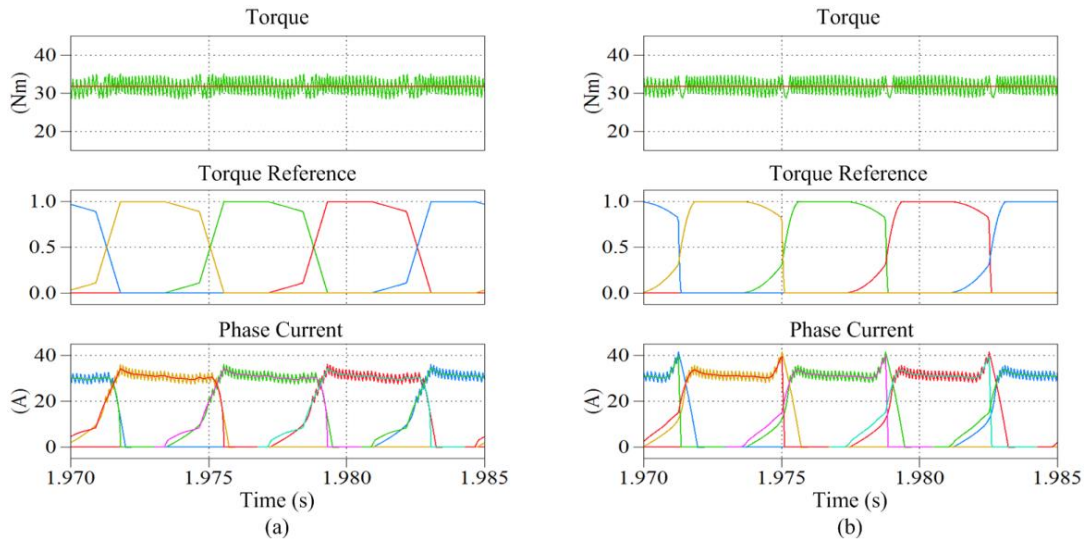 (a)
(b)
Torque
Torque
40
30
20
(Nm)
40
30
20
(Nm)
Torque Reference
Torque Reference
1.0
0.5
0.0
1.0
0.5
0.0
Phase Current
Phase Current
40
20
0
(A)
40
20
0
(A)
1.970 1.975 1.980 1.985
1.970 1.975 1.980 1.985
Time (s)
Time (s)
(a)
(b)